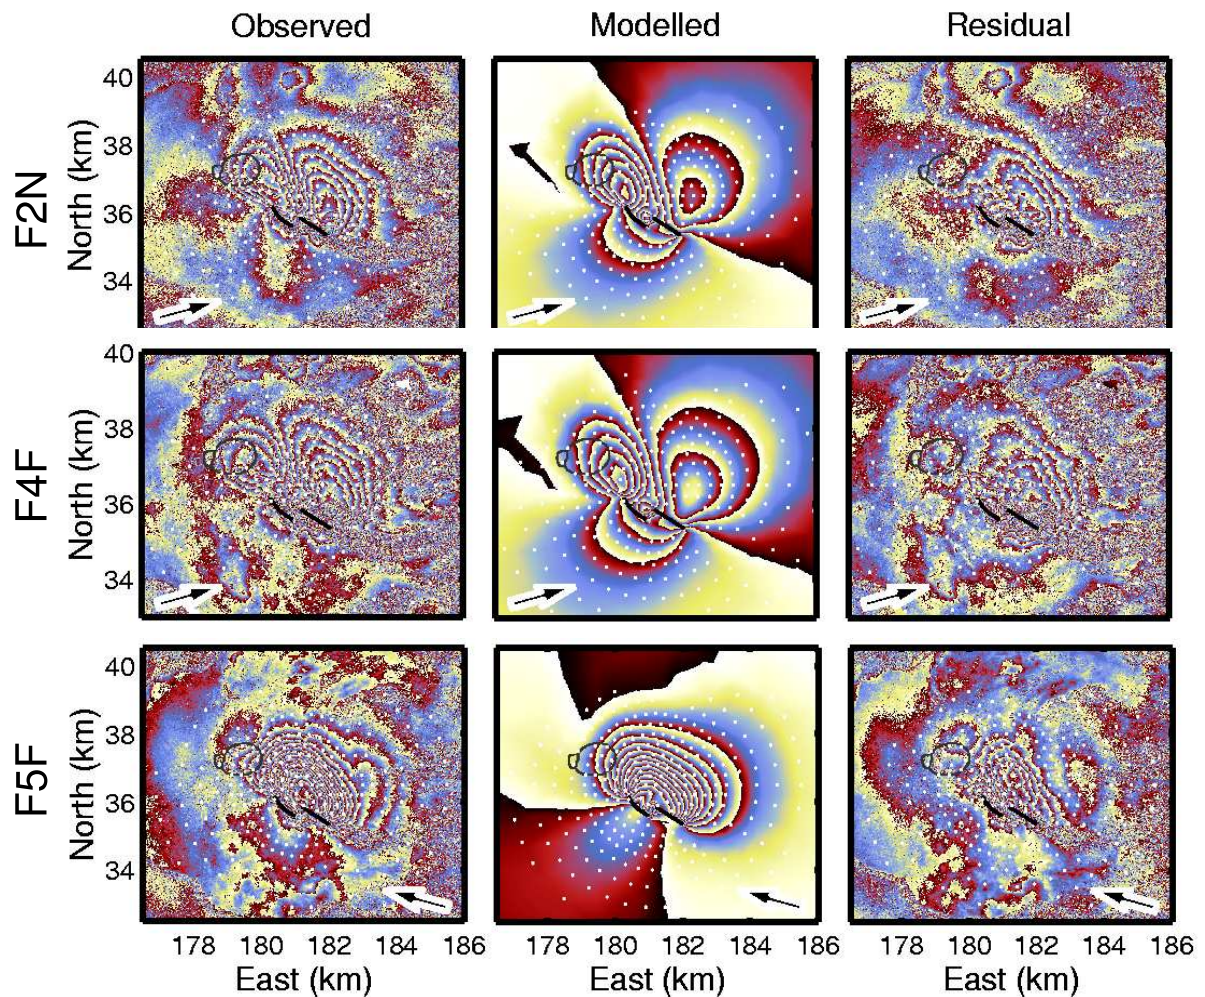 Observed Modelled Residual
F2N
North (km)
40
38
36
34
F4F
North (km)
40
38
36
34
F5F
North (km)
40
38
36
34
178 180 182 184 186 178 180 182 184 186 178 180 182 184 186
East (km) East (km) East (km)